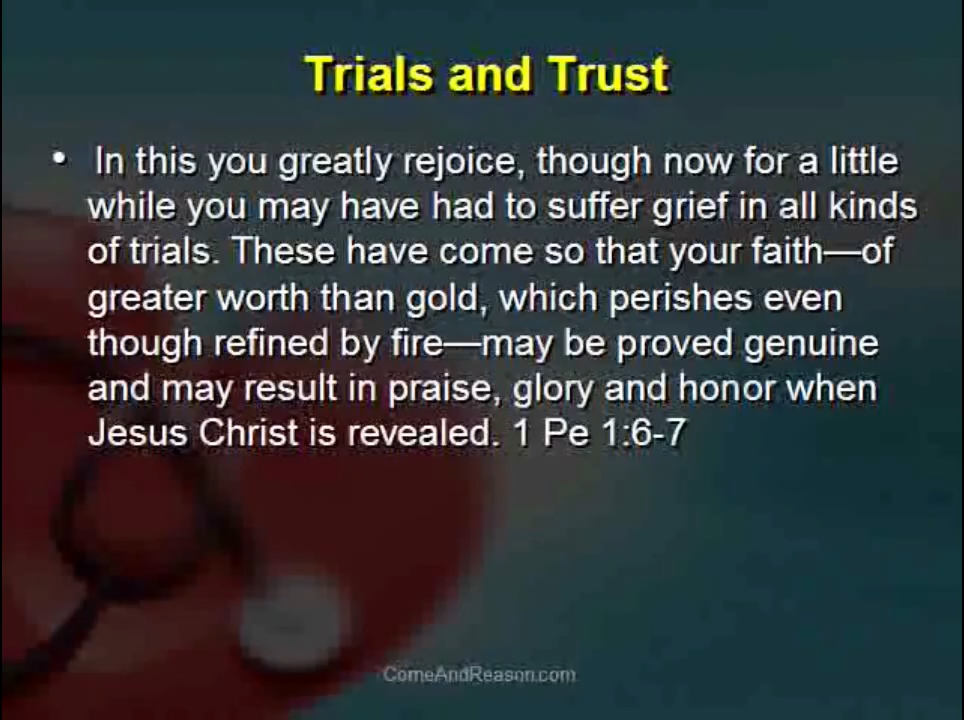 Trials and Trust
• In this you greatly rejoice, though now for a little
while you may have had to suffer grief in all kinds
of trials. These have come so that your faith—of
greater worth than gold, which perishes even
though refined by fire—may be proved genuine
and may result in praise, glory and honor when
Jesus Christ is revealed. 1 Pe 1:6-7
ComeAndReason.com